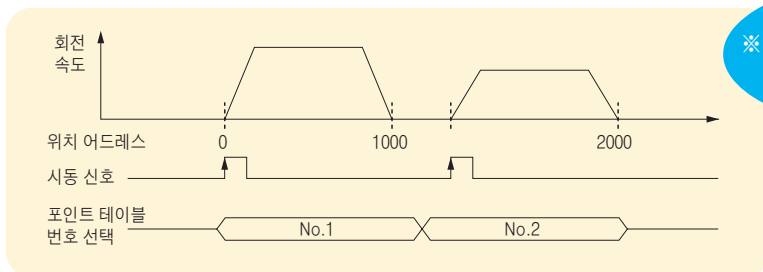 회전
속도
※
위치 어드레스 0 1000 2000
시동 신호
포인트 테이블
번호 선택 No.1 No.2